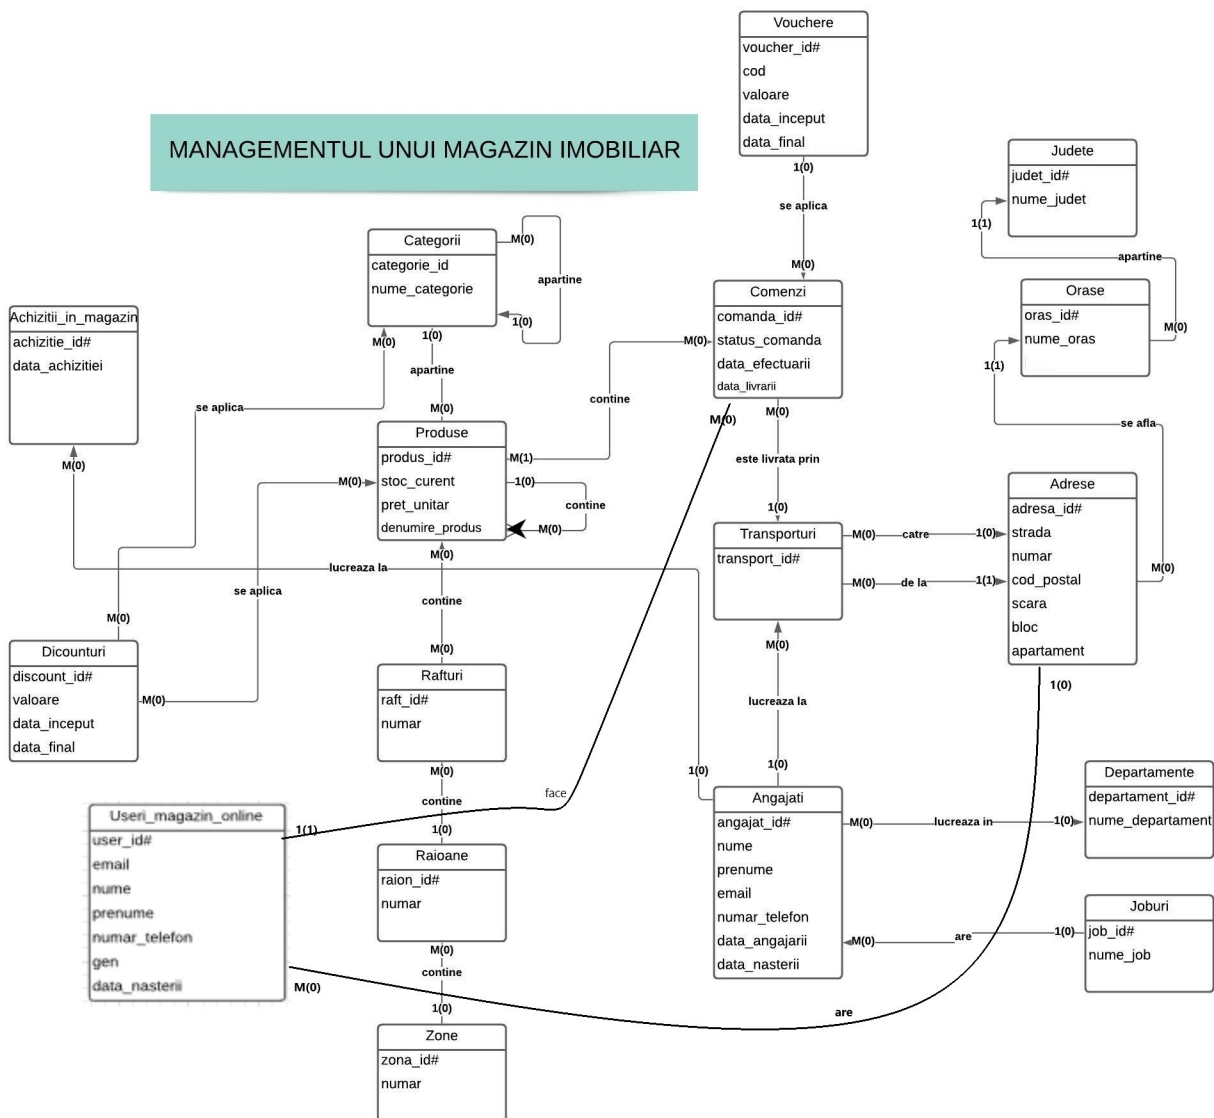 MANAGEMENTUL UNUI MAGAZIN IMOBILIAR
Vouchere
voucher_id#
cod
valoare
data_inceput
data_final
1(0)
se aplica
M(0)
Judete
judet_id#
nume_judet
1(1)
apartine
M(0)
Orase
oras_id#
nume_oras
1(1)
se afla
M(0)
Categorii
categorie_id
nume_categorie
M(0)
apartine
1(0)
M(0)
1(0)
apartine
M(0)
Achizitii_in_magazin
achizitie_id#
data_achizitiei
M(0)
se aplica
M(0)
Comenzi
comanda_id#
status_comanda
data_efectuarii
data_livrarii
M(0)
contine
M(1)
M(0)
M(0)
este livrata prin
1(0)
Produse
produs_id#
stoc_curent
pret_unitar
denumire_produs
1(0)
contine
M(0)
M(0)
se aplica
M(0)
M(0)
contine
M(0)
lucreaza la
1(0)
Transporturi
transport_id#
M(0)
catre
1(0)
M(0)
de la
1(1)
M(0)
lucreaza la
1(0)
Adrese
adresa_id#
strada
numar
cod_postal
scara
bloc
apartament
1(0)
Dicounturi
discount_id#
valoare
data_inceput
data_final
Rafturi
raft_id#
numar
M(0)
contine
1(0)
Raioane
raion_id#
numar
M(0)
contine
1(0)
Zone
zona_id#
numar
Useri_magazin_online
user_id#
email
nume
prenume
numar_telefon
gen
data_nasterii
1(1)
face
M(0)
are
Angajati
angajat_id#
nume
prenume
email
numar_telefon
data_angajarii
data_nasterii
M(0)
lucreaza in
1(0)
M(0)
are
1(0)
Departamente
departament_id#
nume_departament
Joburi
job_id#
nume_job